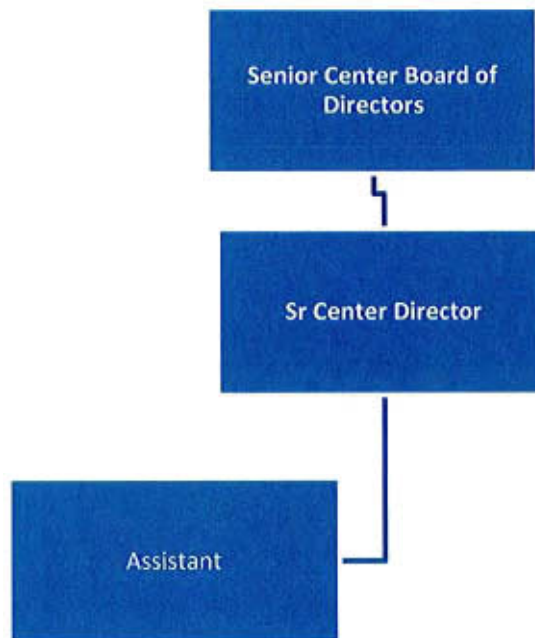 Senior Center Board of
Directors
Sr Center Director
Assistant